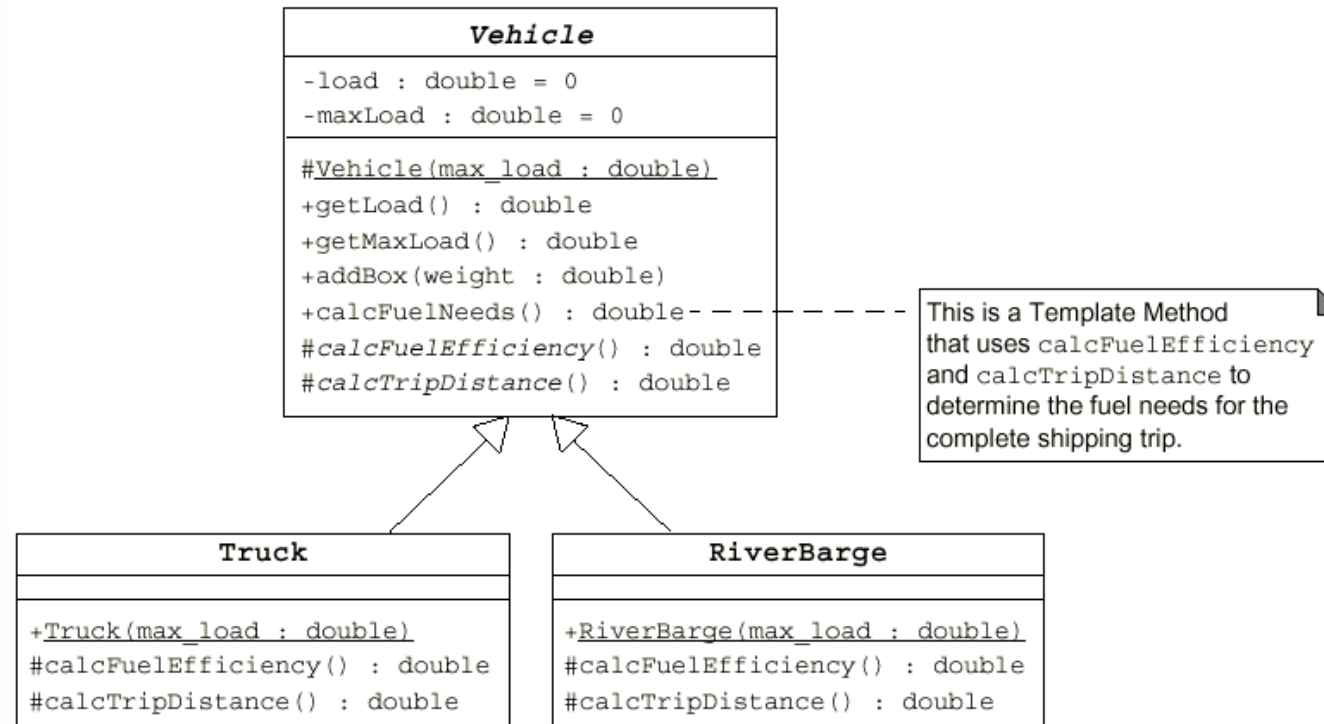 Vehicle
-load : double = 0
-maxLoad : double = 0
#Vehicle(max_load : double)
+getLoad() : double
+getMaxLoad() : double
+addBox(weight : double)
+calcFuelNeeds() : double
#calcFuelEfficiency() : double
#calcTripDistance() : double
This is a Template Method
that uses calcFuelEfficiency
and calcTripDistance to
determine the fuel needs for the
complete shipping trip.
Truck
+Truck(max_load : double)
#calcFuelEfficiency() : double
#calcTripDistance() : double
RiverBarge
+RiverBarge(max_load : double)
#calcFuelEfficiency() : double
#calcTripDistance() : double